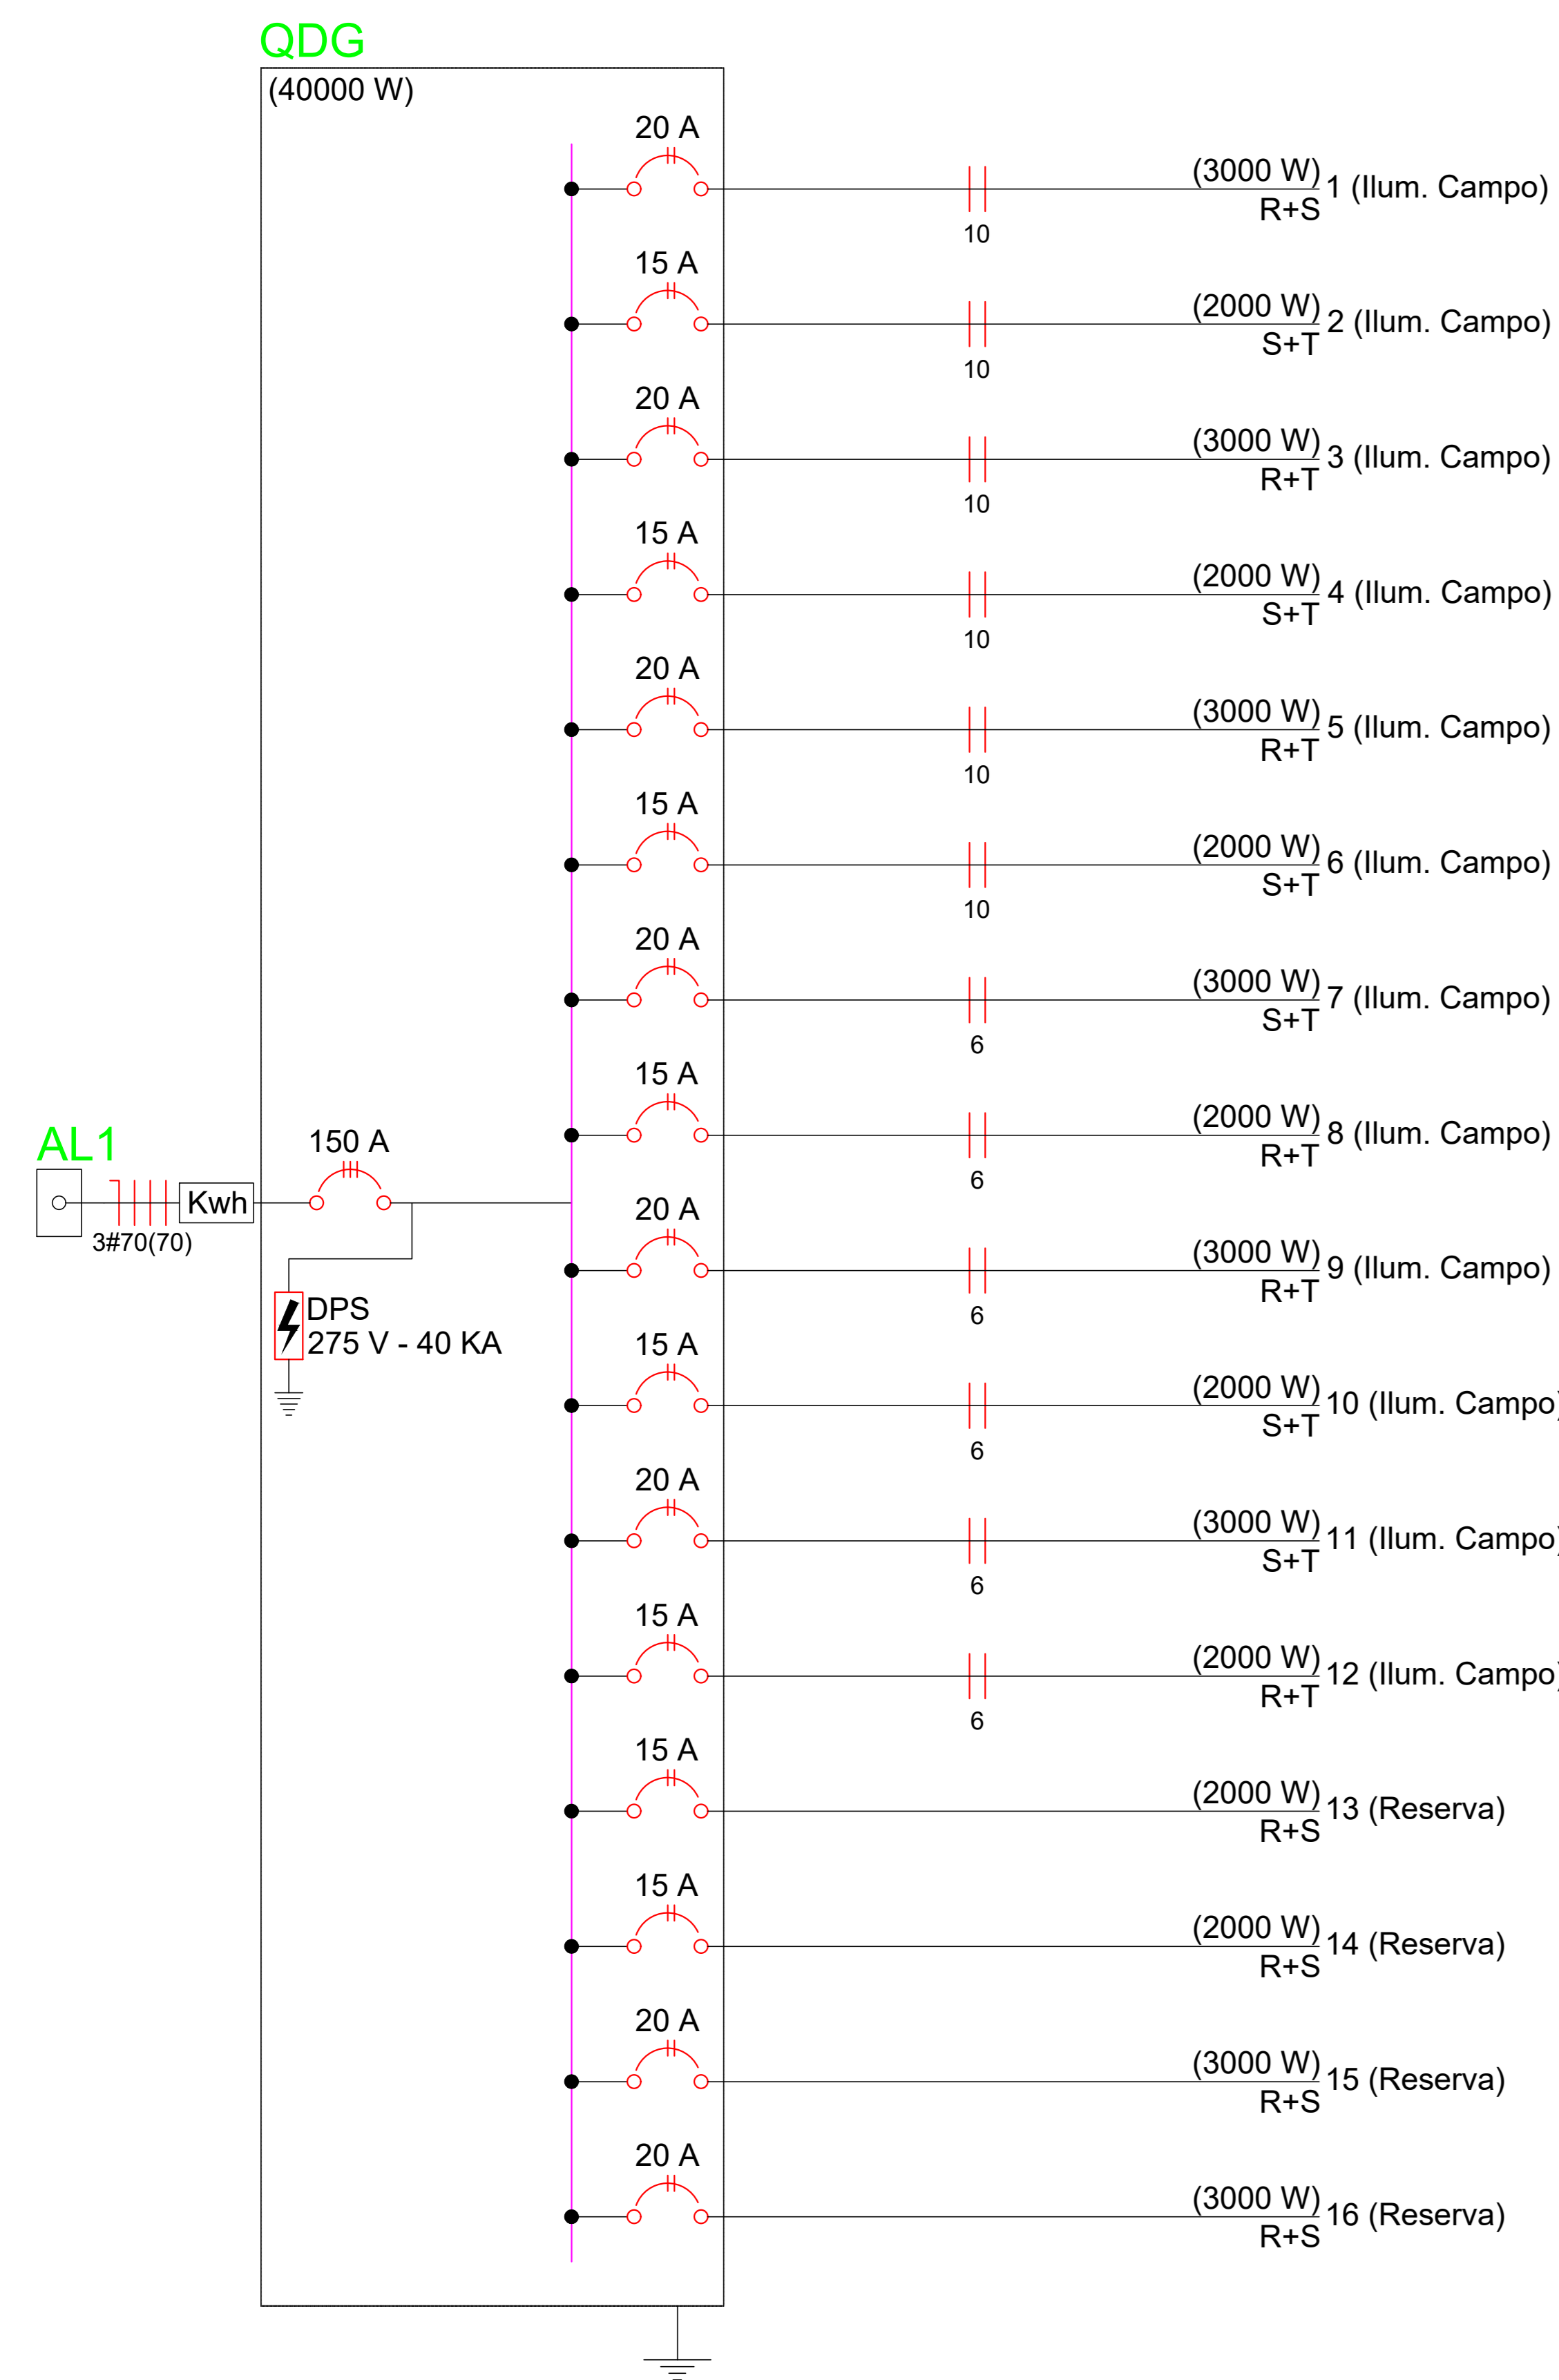 QDG
(40000 W)
20 A
(3000 W)
1 (Ilum. Campo)
R+S
10
15 A
(2000 W)
2 (Ilum. Campo)
S+T
10
20 A
(3000 W)
3 (Ilum. Campo)
R+T
10
15 A
(2000 W)
4 (Ilum. Campo)
S+T
10
20 A
(3000 W)
5 (Ilum. Campo)
R+T
10
15 A
(2000 W)
6 (Ilum. Campo)
S+T
10
20 A
(3000 W)
7 (Ilum. Campo)
S+T
6
15 A
(2000 W)
8 (Ilum. Campo)
R+T
6
AL1
150 A
Kwh
3#70(70)
DPS
275 V - 40 KA
20 A
(3000 W)
9 (Ilum. Campo)
R+T
6
15 A
(2000 W)
10 (Ilum. Campo)
S+T
6
20 A
(3000 W)
11 (Ilum. Campo)
S+T
6
15 A
(2000 W)
12 (Ilum. Campo)
R+T
6
15 A
(2000 W)
13 (Reserva)
R+S
15 A
(2000 W)
14 (Reserva)
R+S
20 A
(3000 W)
15 (Reserva)
R+S
20 A
(3000 W)
16 (Reserva)
R+S